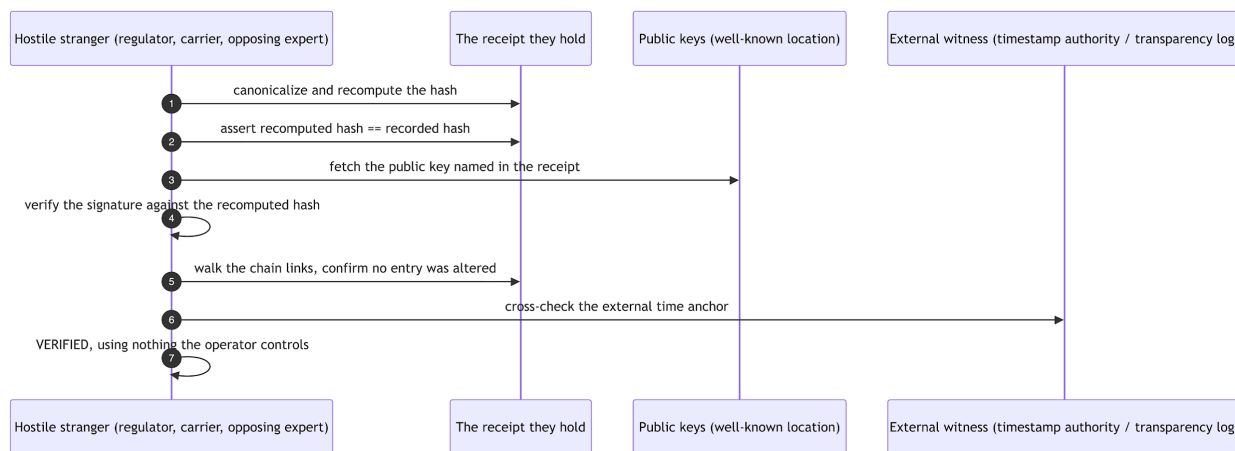 Hostile stranger (regulator, carrier, opposing expert)
The receipt they hold
Public keys (well-known location)
External witness (timestamp authority / transparency log
1
canonicalize and recompute the hash
2
assert recomputed hash == recorded hash
3
fetch the public key named in the receipt
4
verify the signature against the recomputed hash
5
walk the chain links, confirm no entry was altered
6
cross-check the external time anchor
7
VERIFIED, using nothing the operator controls
Hostile stranger (regulator, carrier, opposing expert)
The receipt they hold
Public keys (well-known location)
External witness (timestamp authority / transparency log